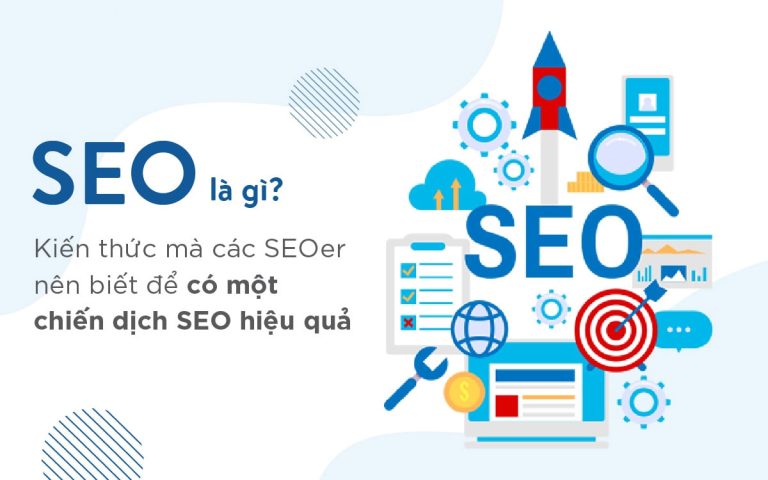 SEO là gì?
Kiến thức mà các SEOer
nên biết để có một
chiến dịch SEO hiệu quả
SEO
$